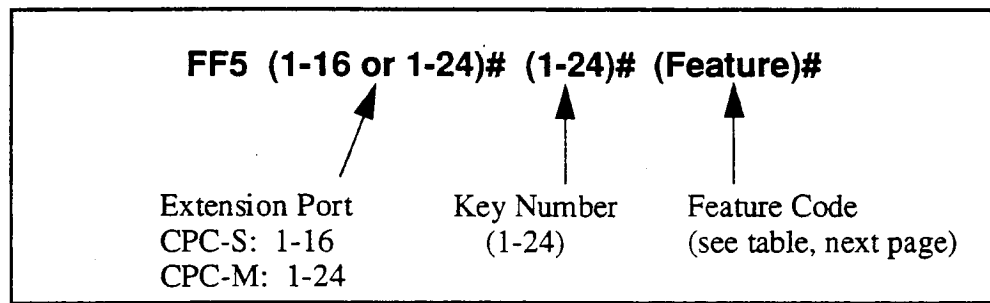 FF5 (1-16 or 1-24)# (1-24)# (Feature)#
Extension Port
CPC-S: 1-16
CPC-M: 1-24
Key Number
(1-24)
Feature Code
(see table, next page)